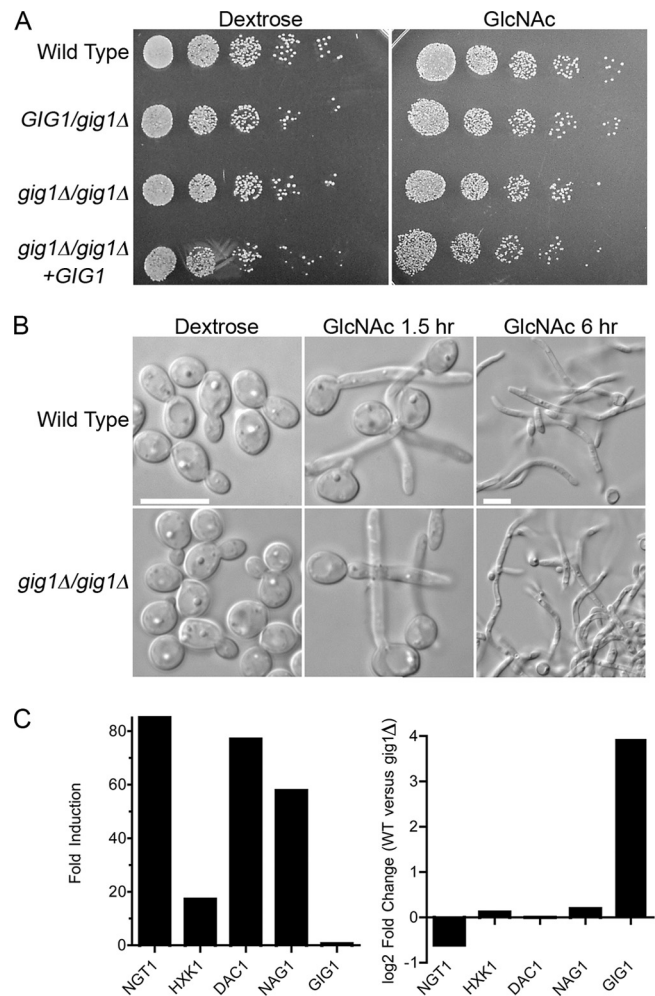 A
Dextrose
GlcNAc
Wild Type
GIG1/gig1Δ
gig1Δ/gig1Δ
gig1Δ/gig1Δ
+GIG1
B
Dextrose
GlcNAc 1.5 hr
GlcNAc 6 hr
Wild Type
gig1Δ/gig1Δ
C
Fold Induction
80
60
40
20
0
NGT1
HXK1
DAC1
NAG1
GIG1
log2 Fold Change (WT versus gig1Δ)
4
3
2
1
0
-1
NGT1
HXK1
DAC1
NAG1
GIG1